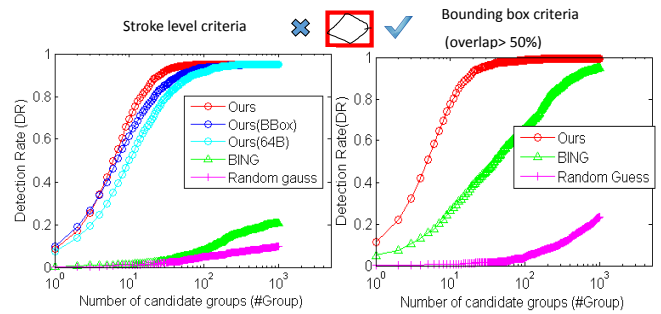 Stroke level criteria
Bounding box criteria
(overlap> 50%)
1
0.8
0.6
0.4
0.2
0
Detection Rate (DR)
Ours
Ours(BBox)
Ours(64B)
BING
Random gauss
10^0
10^1
10^2
10^3
Number of candidate groups (#Group)
1
0.8
0.6
0.4
0.2
0
Detection Rate(DR)
Ours
BING
Random Guess
10^0
10^1
10^2
10^3
Number of candidate groups (#Group)